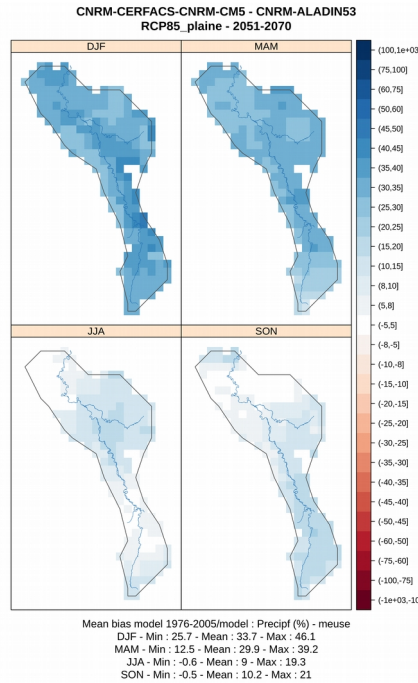 CNRM-CERFACS-CNRM-CM5 - CNRM-ALADIN53
RCP85_plaine - 2051-2070
DJF
MAM
JJA
SON
(100,1e+03
(75,100]
(60,75]
(50,60]
(45,50]
(40,45]
(35,40]
(30,35]
(25,30]
(20,25]
(15,20]
(10,15]
(8,10]
(5,8]
(-5,5]
(-8,-5]
(-10,-8]
(-15,-10]
(-20,-15]
(-25,-20]
(-30,-25]
(-35,-30]
(-40,-35]
(-45,-40]
(-50,-45]
(-60,-50]
(-75,-60]
(-100,-75]
(-1e+03,-10
Mean bias model 1976-2005/model : Precipf (%) - meuse
DJF - Min : 25.7 - Mean : 33.7 - Max : 46.1
MAM - Min : 12.5 - Mean : 29.9 - Max : 39.2
JJA - Min : -0.6 - Mean : 9 - Max : 19.3
SON - Min : -0.5 - Mean : 10.2 - Max : 21